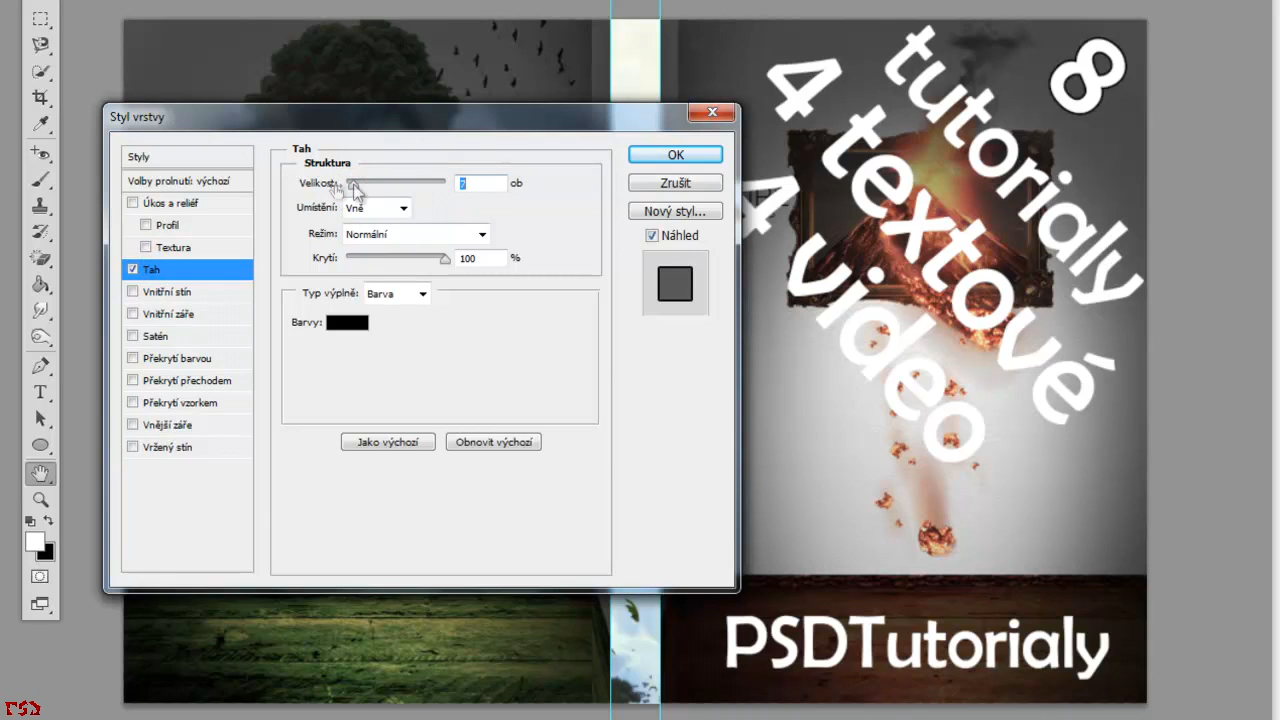 Styl vrstvy
Styly
Volby prolnutí: výchozí
Úkos a reliéf
Profil
Textura
Tah
Vnitřní stín
Vnitřní záře
Satén
Překrytí barvou
Překrytí přechodem
Překrytí vzorkem
Vnější záře
Vržený stín
Tah
Struktura
Velikost: 7 ob
Umístění: Vně
Režim: Normální
Krytí: 100 %
Typ výplně: Barva
Barvy:
Jako výchozí
Obnovit výchozí
OK
Zrušit
Nový styl...
Náhled
8
tutorialy
4 textové
4 video
PSDTutorialy
T
PSD